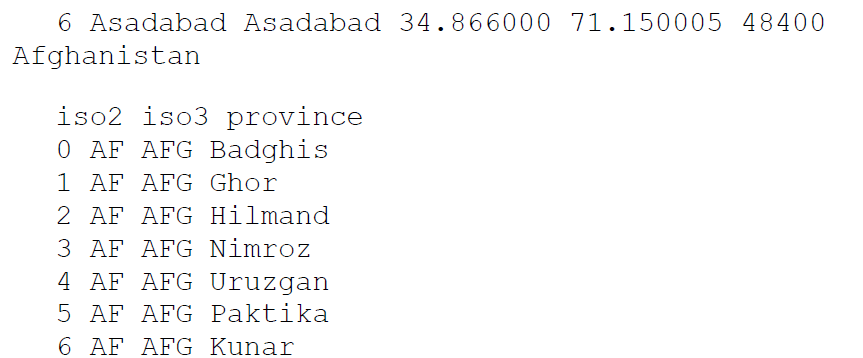 6 Asadabad Asadabad 34.866000 71.150005 48400
Afghanistan
iso2 iso3 province
0 AF AFG Badghis
1 AF AFG Ghor
2 AF AFG Hilmand
3 AF AFG Nimroz
4 AF AFG Uruzgan
5 AF AFG Paktika
6 AF AFG Kunar